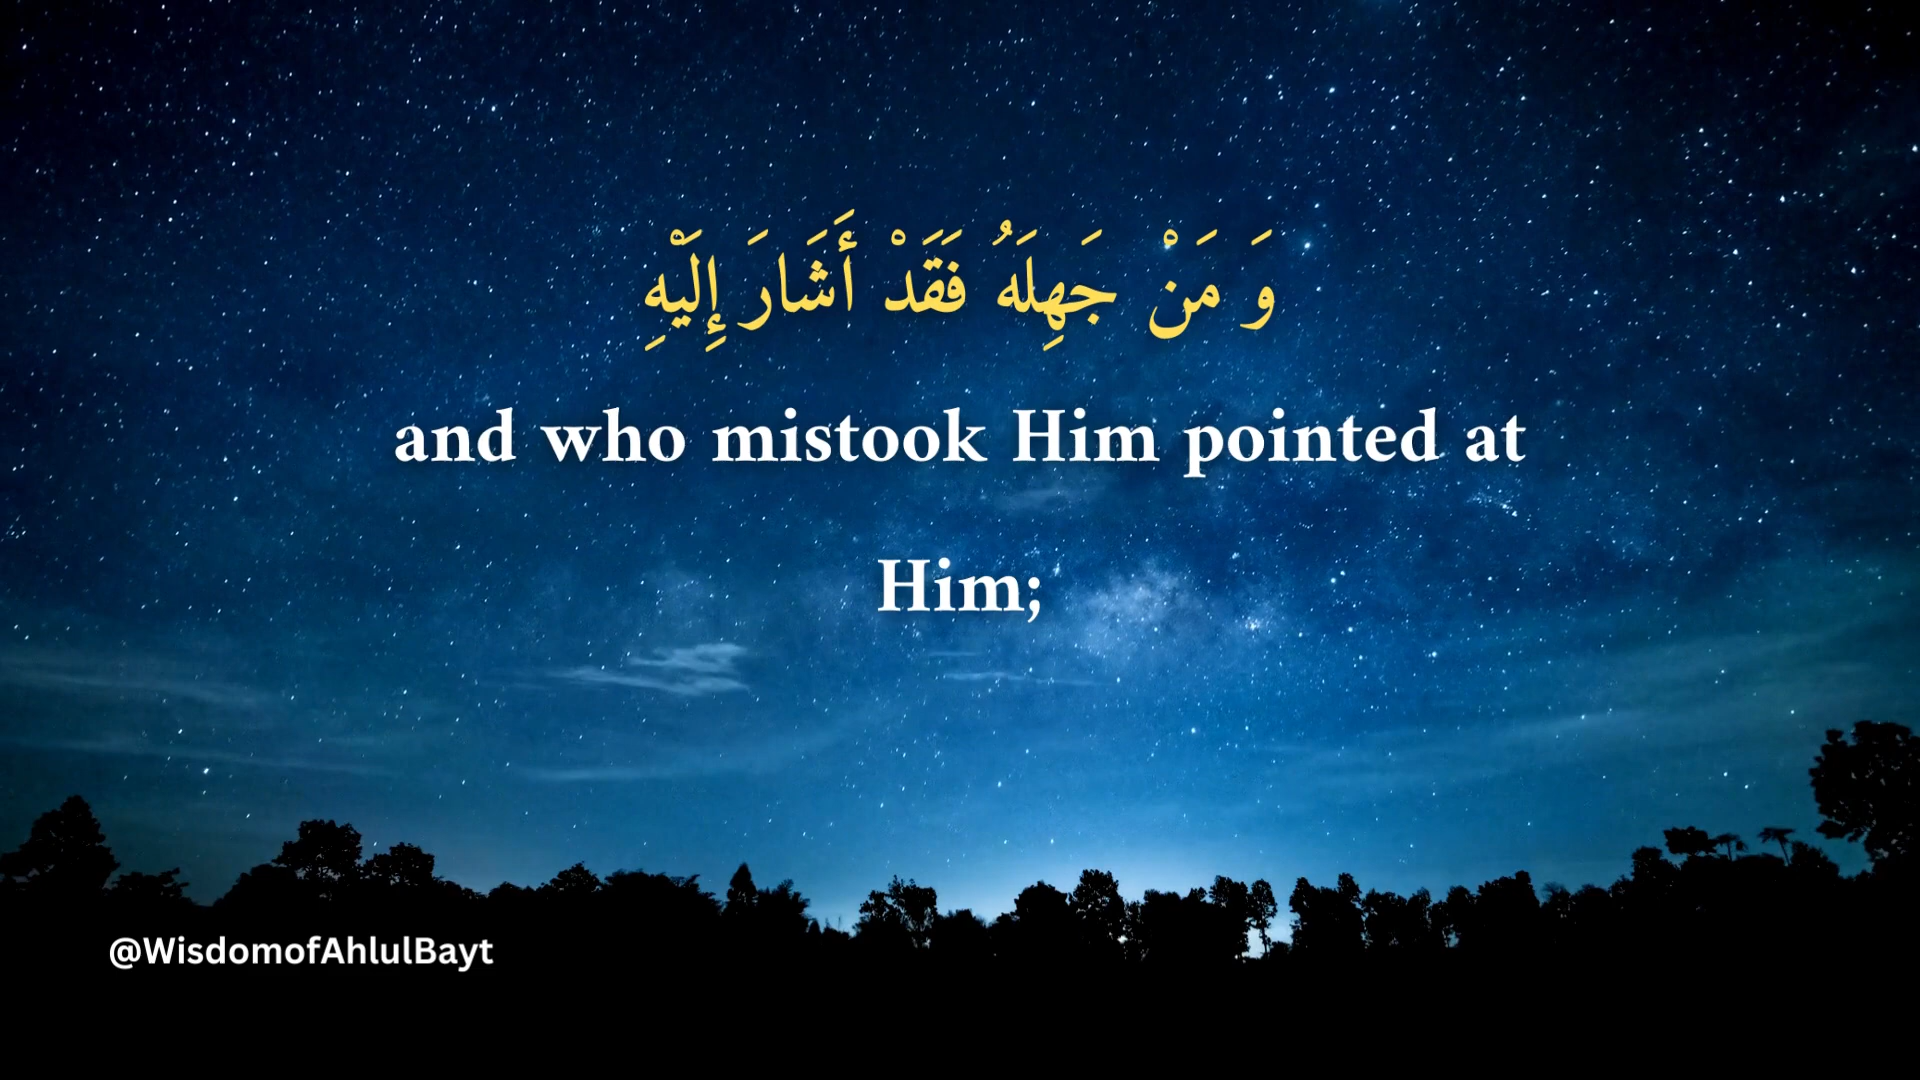 وَ مَنْ جَهِلَهُ فَقَدْ أَشَارَ إِلَيْهِ
and who mistook Him pointed at
Him;
@WisdomofAhlulBayt